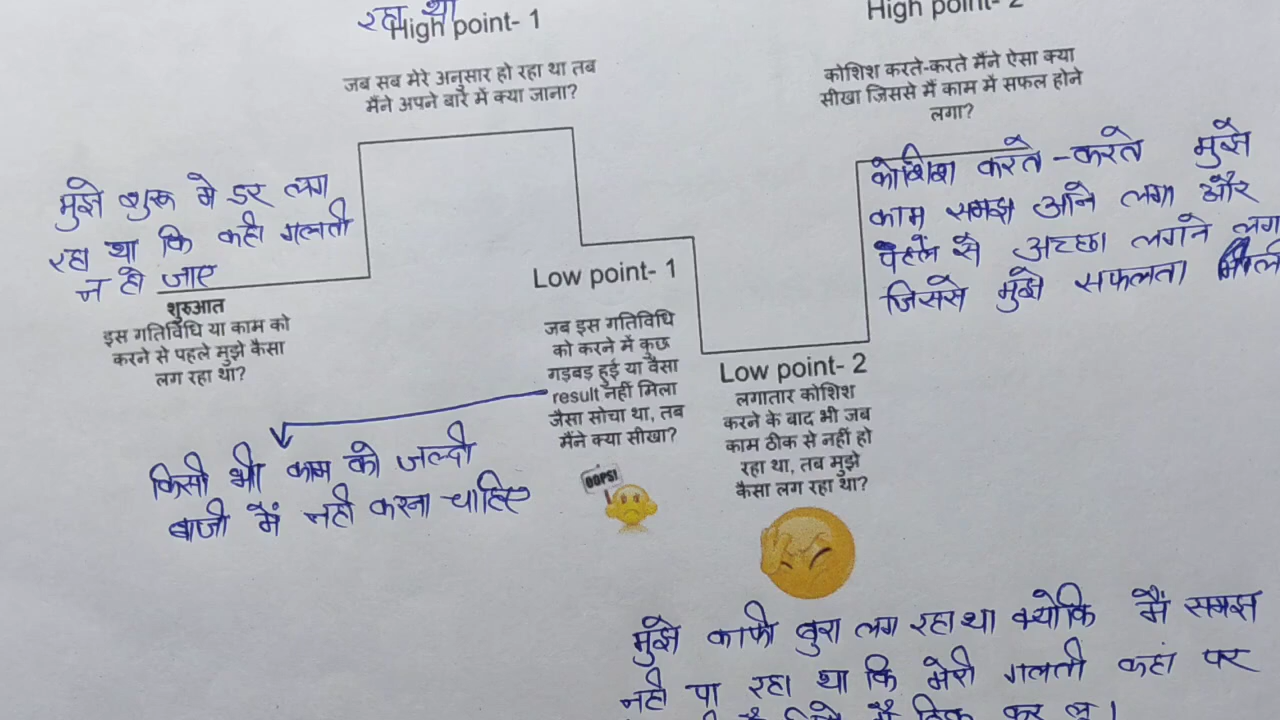 रहा था
High point- 1
जब सब मेरे अनुसार हो रहा था तब
मैंने अपने बारे में क्या जाना?
High point- 2
कोशिश करते-करते मैंने ऐसा क्या
सीखा जिससे मैं काम में सफल होने
लगा?
मुझे शुरू मे डर लग
रहा था कि कही गलती
न हो जाए
शुरुआत
इस गतिविधि या काम को
करने से पहले मुझे कैसा
लग रहा था?
कोशिश करते-करते मुझे
काम समझ आने लगा और
पहले से अच्छा लगने लगा
जिससे मुझे सफलता
Low point- 1
जब इस गतिविधि
को करने में कुछ
गड़बड़ हुई या वैसा
result नहीं मिला
जैसा सोचा था, तब
मैंने क्या सीखा?
किसी भी काम को जल्दी
बाजी में नही करना चाहिए
OOPS!
Low point- 2
लगातार कोशिश
करने के बाद भी जब
काम ठीक से नहीं हो
रहा था, तब मुझे
कैसा लग रहा था?
मुझे काफी बुरा लग रहा था क्योकि मैं समझ
नही पा रहा था कि मेरी गलती कहां पर
मैं ठिक कर लू।